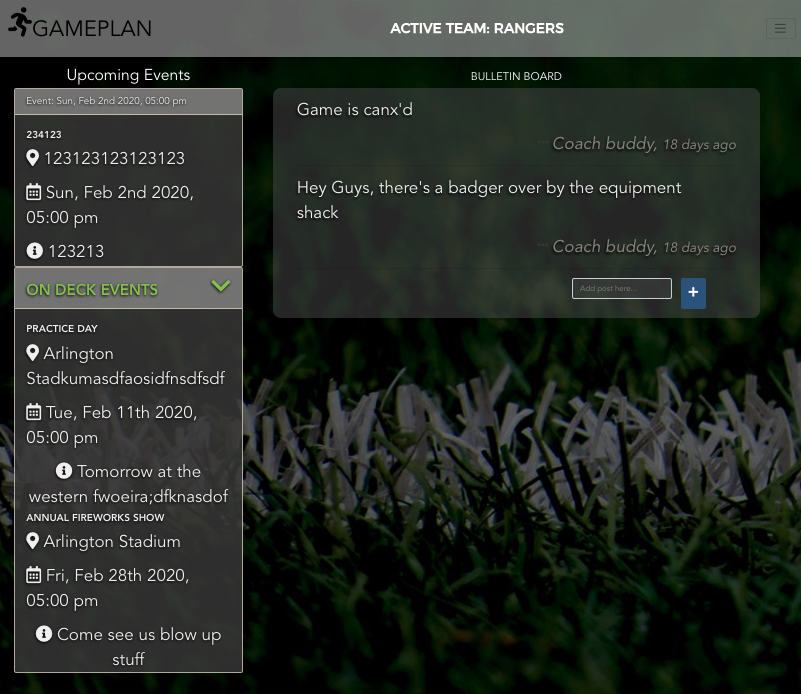 GAMEPLAN
ACTIVE TEAM: RANGERS
Upcoming Events
Event: Sun, Feb 2nd 2020, 05:00 pm
234123
123123123123123
Sun, Feb 2nd 2020,
05:00 pm
123213
ON DECK EVENTS
PRACTICE DAY
Arlington
Stadkumasdfaosidfnsdfsdf
Tue, Feb 11th 2020,
05:00 pm
Tomorrow at the
western fwoeira;dfknasdof
ANNUAL FIREWORKS SHOW
Arlington Stadium
Fri, Feb 28th 2020,
05:00 pm
Come see us blow up
stuff
BULLETIN BOARD
Game is canx'd
Coach buddy, 18 days ago
Hey Guys, there's a badger over by the equipment
shack
Coach buddy, 18 days ago
Add post here...
+